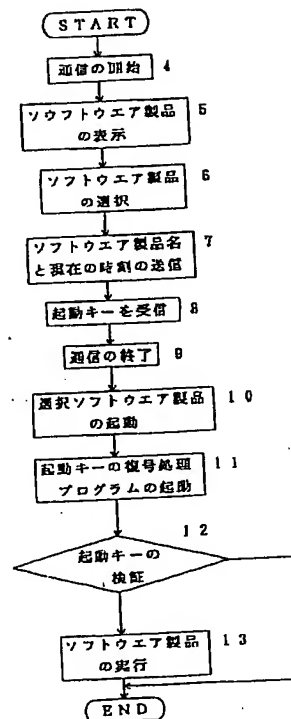 START
通信の開始 4
ソウフトウエア製品 5
の表示
ソフトウエア製品 6
の選択
ソフトウエア製品名 7
と現在の時刻の送信
起動キーを受信 8
通信の終了 9
選択ソフトウエア製品 10
の起動
起動キーの復号処理 11
プログラムの起動
12
起動キーの
検証
ソフトウエア製品 13
の実行
END